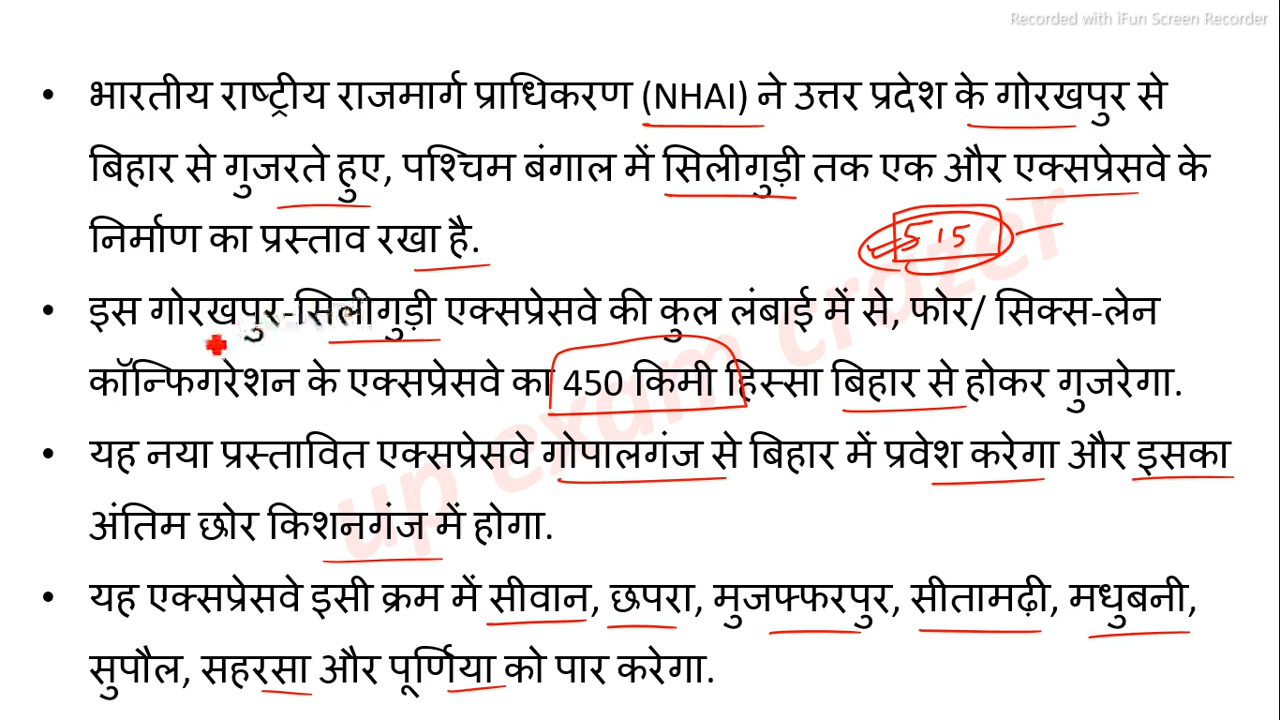 Recorded with iFun Screen Recorder
• भारतीय राष्ट्रीय राजमार्ग प्राधिकरण (NHAI) ने उत्तर प्रदेश के गोरखपुर से
बिहार से गुजरते हुए, पश्चिम बंगाल में सिलीगुड़ी तक एक और एक्सप्रेसवे के
निर्माण का प्रस्ताव रखा है.
515
• इस गोरखपुर-सिलीगुड़ी एक्सप्रेसवे की कुल लंबाई में से, फोर/ सिक्स-लेन
कॉन्फिगरेशन के एक्सप्रेसवे का 450 किमी हिस्सा बिहार से होकर गुजरेगा.
• यह नया प्रस्तावित एक्सप्रेसवे गोपालगंज से बिहार में प्रवेश करेगा और इसका
अंतिम छोर किशनगंज में होगा.
• यह एक्सप्रेसवे इसी क्रम में सीवान, छपरा, मुजफ्फरपुर, सीतामढ़ी, मधुबनी,
सुपौल, सहरसा और पूर्णिया को पार करेगा.
up exam crazer